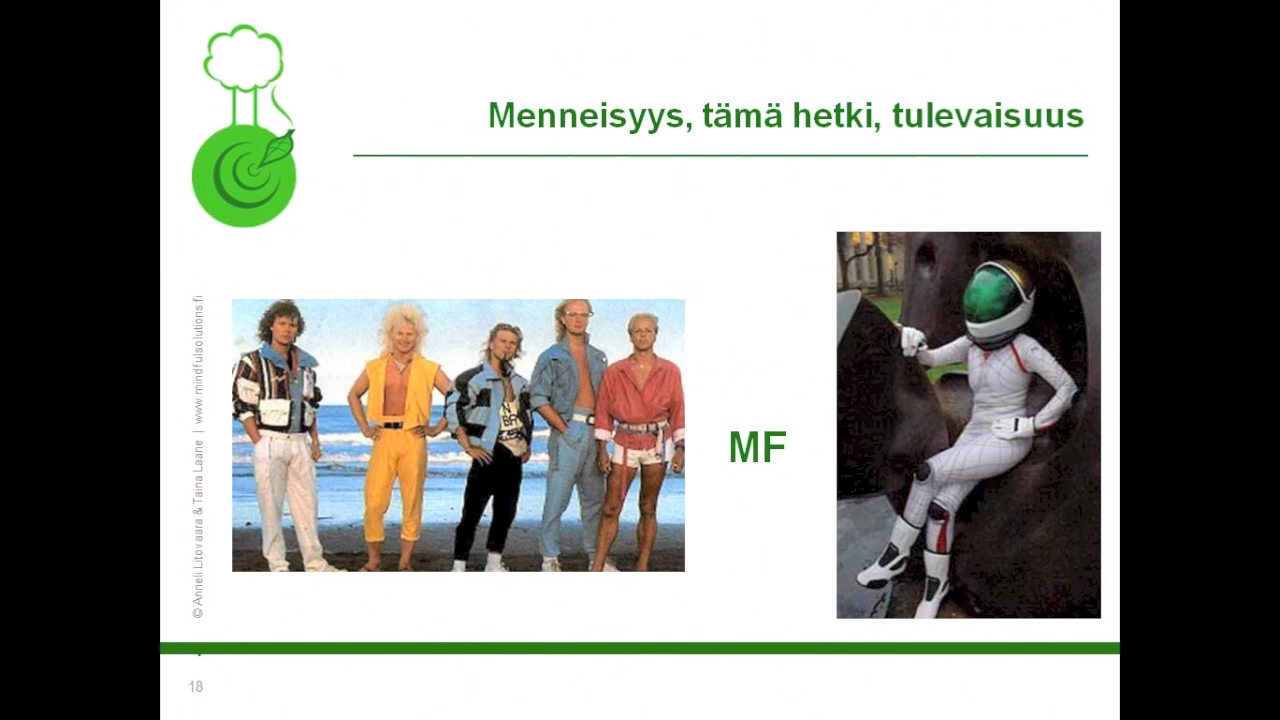 Menneisyys, tämä hetki, tulevaisuus
© Anneli Litovaara & Taina Laane | www.mindfulsolutions.fi
MF
18